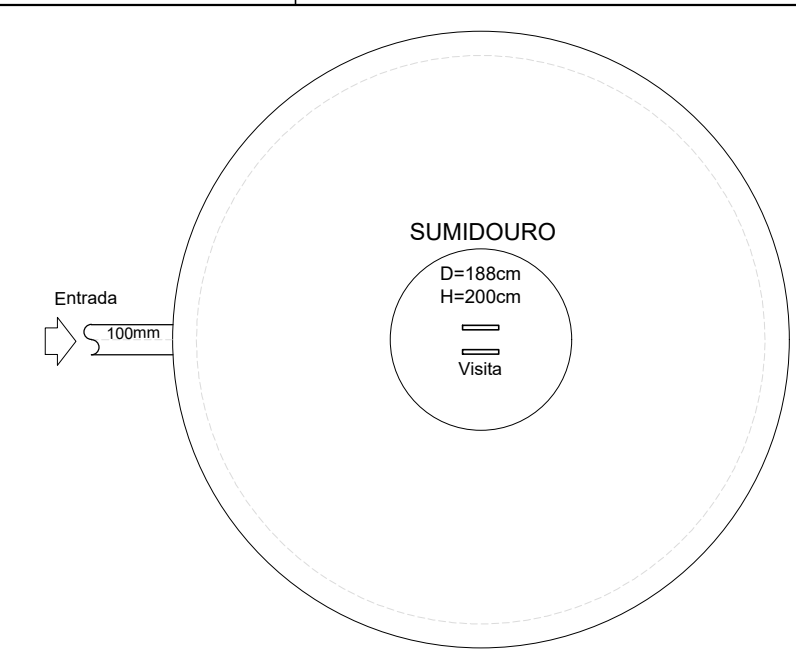 SUMIDOURO
D=188cm
H=200cm
Entrada
100mm
Visita